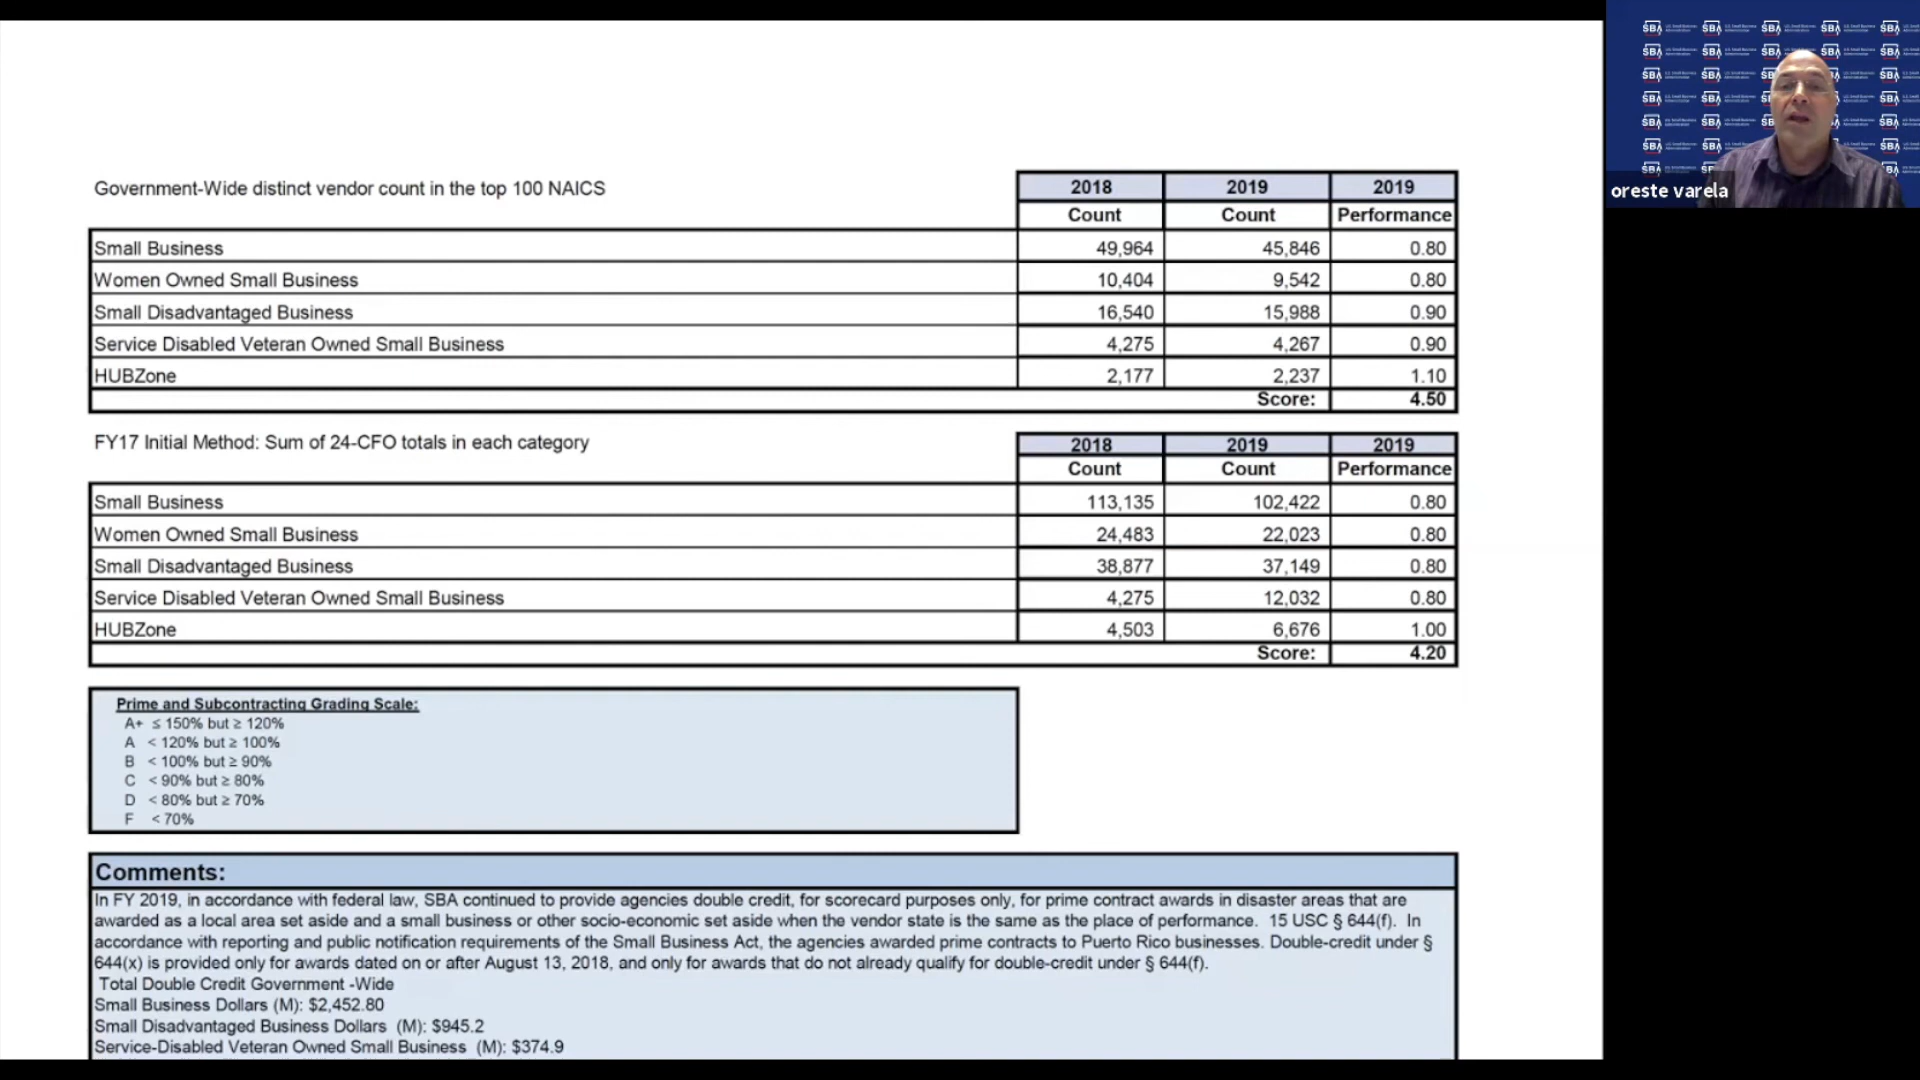 Government-Wide distinct vendor count in the top 100 NAICS
2018 2019 2019
Count Count Performance
Small Business 49,964 45,846 0.80
Women Owned Small Business 10,404 9,542 0.80
Small Disadvantaged Business 16,540 15,988 0.90
Service Disabled Veteran Owned Small Business 4,275 4,267 0.90
HUBZone 2,177 2,237 1.10
Score: 4.50
FY17 Initial Method: Sum of 24-CFO totals in each category
2018 2019 2019
Count Count Performance
Small Business 113,135 102,422 0.80
Women Owned Small Business 24,483 22,023 0.80
Small Disadvantaged Business 38,877 37,149 0.80
Service Disabled Veteran Owned Small Business 4,275 12,032 0.80
HUBZone 4,503 6,676 1.00
Score: 4.20
Prime and Subcontracting Grading Scale:
A+ ≤ 150% but ≥ 120%
A < 120% but ≥ 100%
B < 100% but ≥ 90%
C < 90% but ≥ 80%
D < 80% but ≥ 70%
F < 70%
Comments:
In FY 2019, in accordance with federal law, SBA continued to provide agencies double credit, for scorecard purposes only, for prime contract awards in disaster areas that are
awarded as a local area set aside and a small business or other socio-economic set aside when the vendor state is the same as the place of performance. 15 USC § 644(f). In
accordance with reporting and public notification requirements of the Small Business Act, the agencies awarded prime contracts to Puerto Rico businesses. Double-credit under §
644(x) is provided only for awards dated on or after August 13, 2018, and only for awards that do not already qualify for double-credit under § 644(f).
Total Double Credit Government -Wide
Small Business Dollars (M): $2,452.80
Small Disadvantaged Business Dollars (M): $945.2
Service-Disabled Veteran Owned Small Business (M): $374.9
SBA SBA SBA SBA SBA
oreste varela